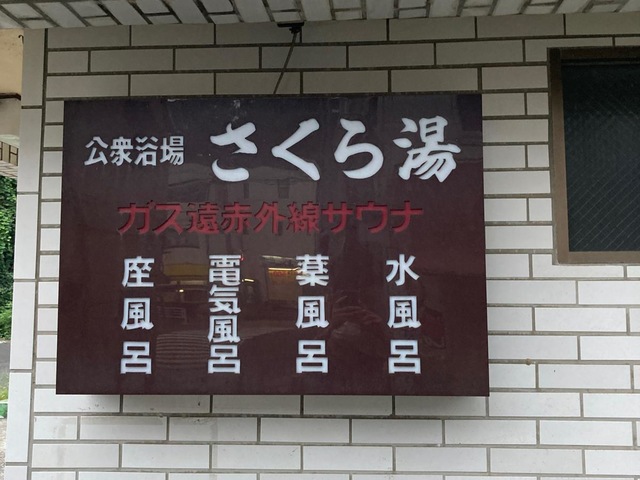 公衆浴場 さくら湯
ガス遠赤外線サウナ
水風呂
薬風呂
電気風呂
座風呂